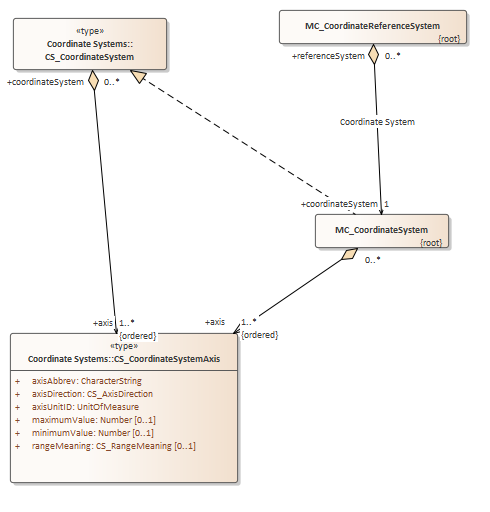 «type»
Coordinate Systems::
CS_CoordinateSystem
MC_CoordinateReferenceSystem
{root}
+coordinateSystem
0..*
+referenceSystem
0..*
Coordinate System
+coordinateSystem
1
MC_CoordinateSystem
{root}
0..*
+axis
1..*
{ordered}
+axis
1..*
{ordered}
«type»
Coordinate Systems::CS_CoordinateSystemAxis
+ axisAbbrev: CharacterString
+ axisDirection: CS_AxisDirection
+ axisUnitID: UnitOfMeasure
+ maximumValue: Number [0..1]
+ minimumValue: Number [0..1]
+ rangeMeaning: CS_RangeMeaning [0..1]